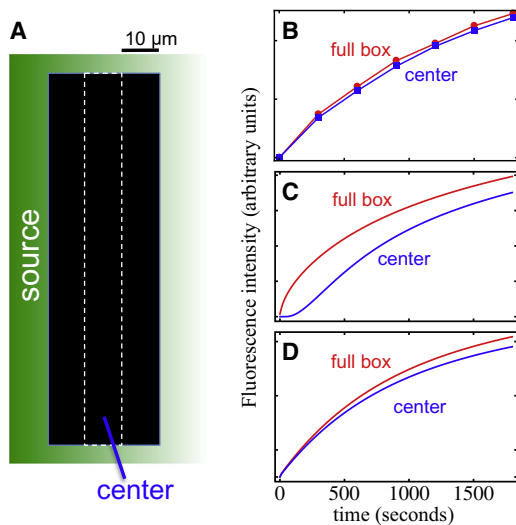 A
10 µm
source
center
B
full box
center
C
full box
center
D
full box
center
Fluorescence intensity (arbitrary units)
0 500 1000 1500
time (seconds)